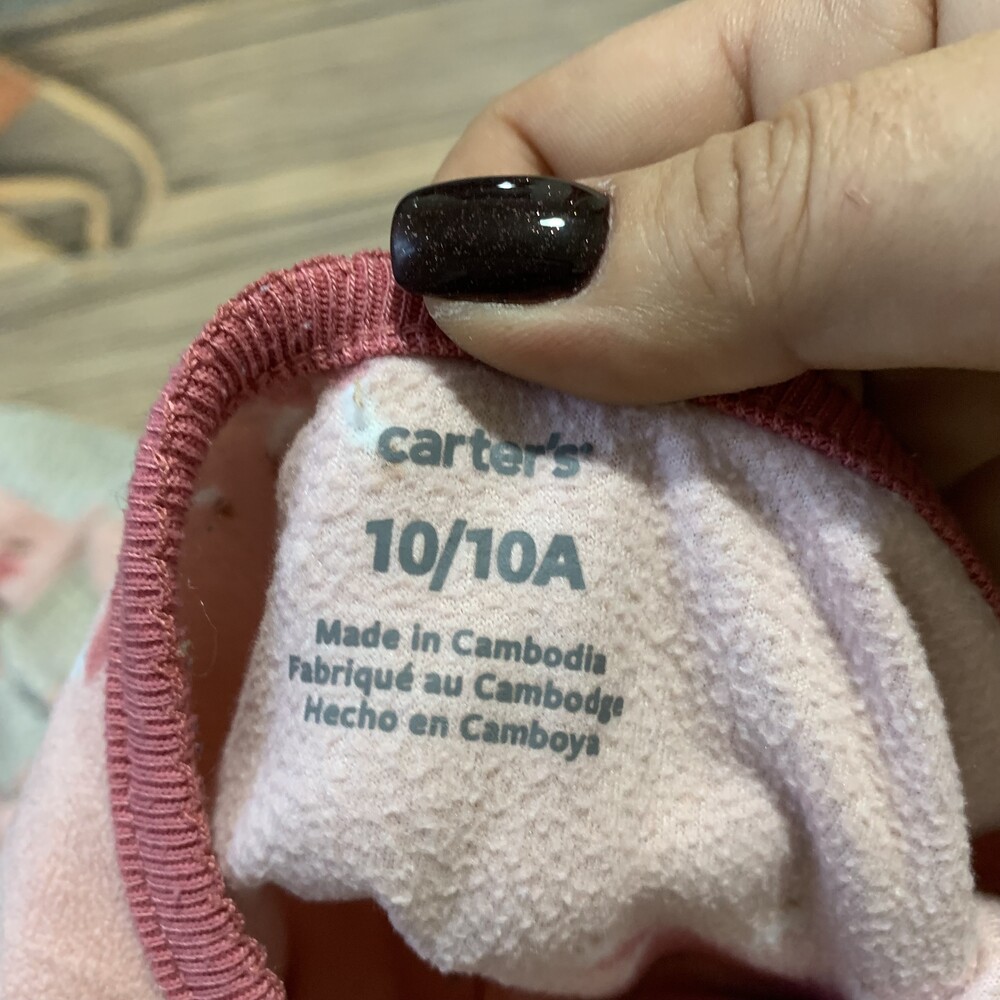 carter's
10/10A
Made in Cambodia
Fabriqué au Cambodge
Hecho en Camboya